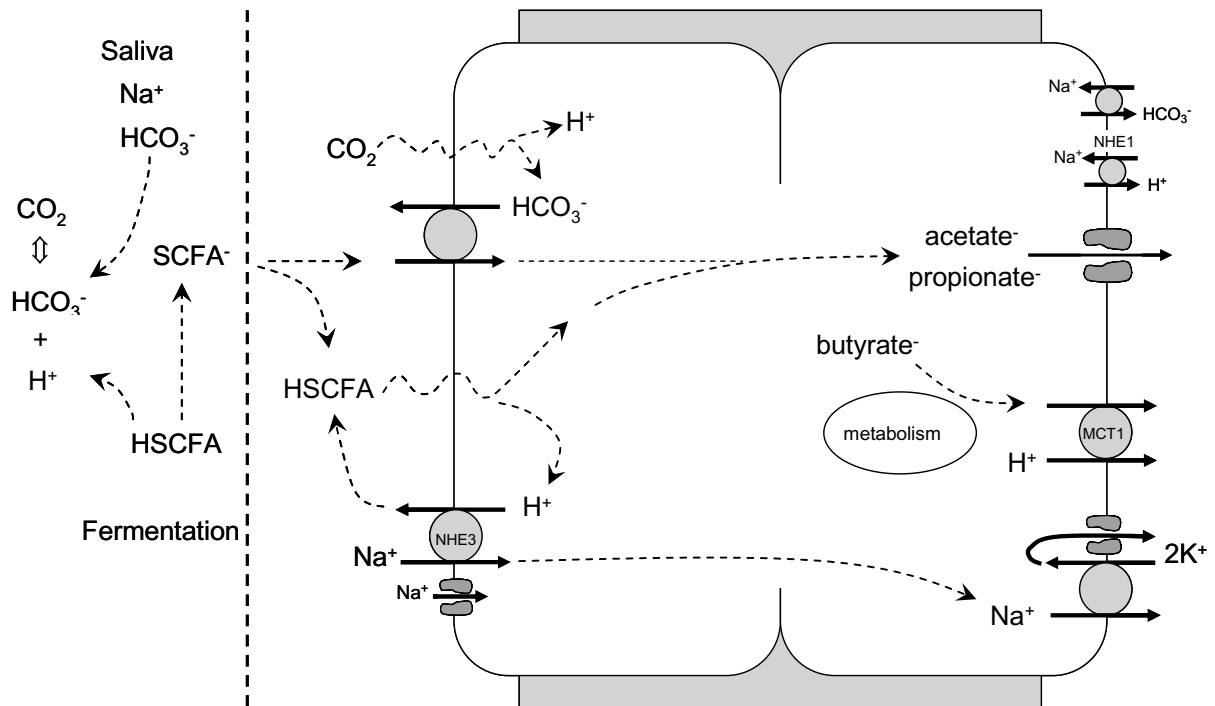 Saliva
Na⁺
HCO₃⁻
CO₂
⇕
HCO₃⁻
+
H⁺
SCFA⁻
HSCFA
Fermentation
CO₂
H⁺
HCO₃⁻
HSCFA
H⁺
NHE3
Na⁺
Na⁺
acetate⁻
propionate⁻
butyrate⁻
metabolism
Na⁺
HCO₃⁻
NHE1
Na⁺
H⁺
MCT1
H⁺
2K⁺
Na⁺